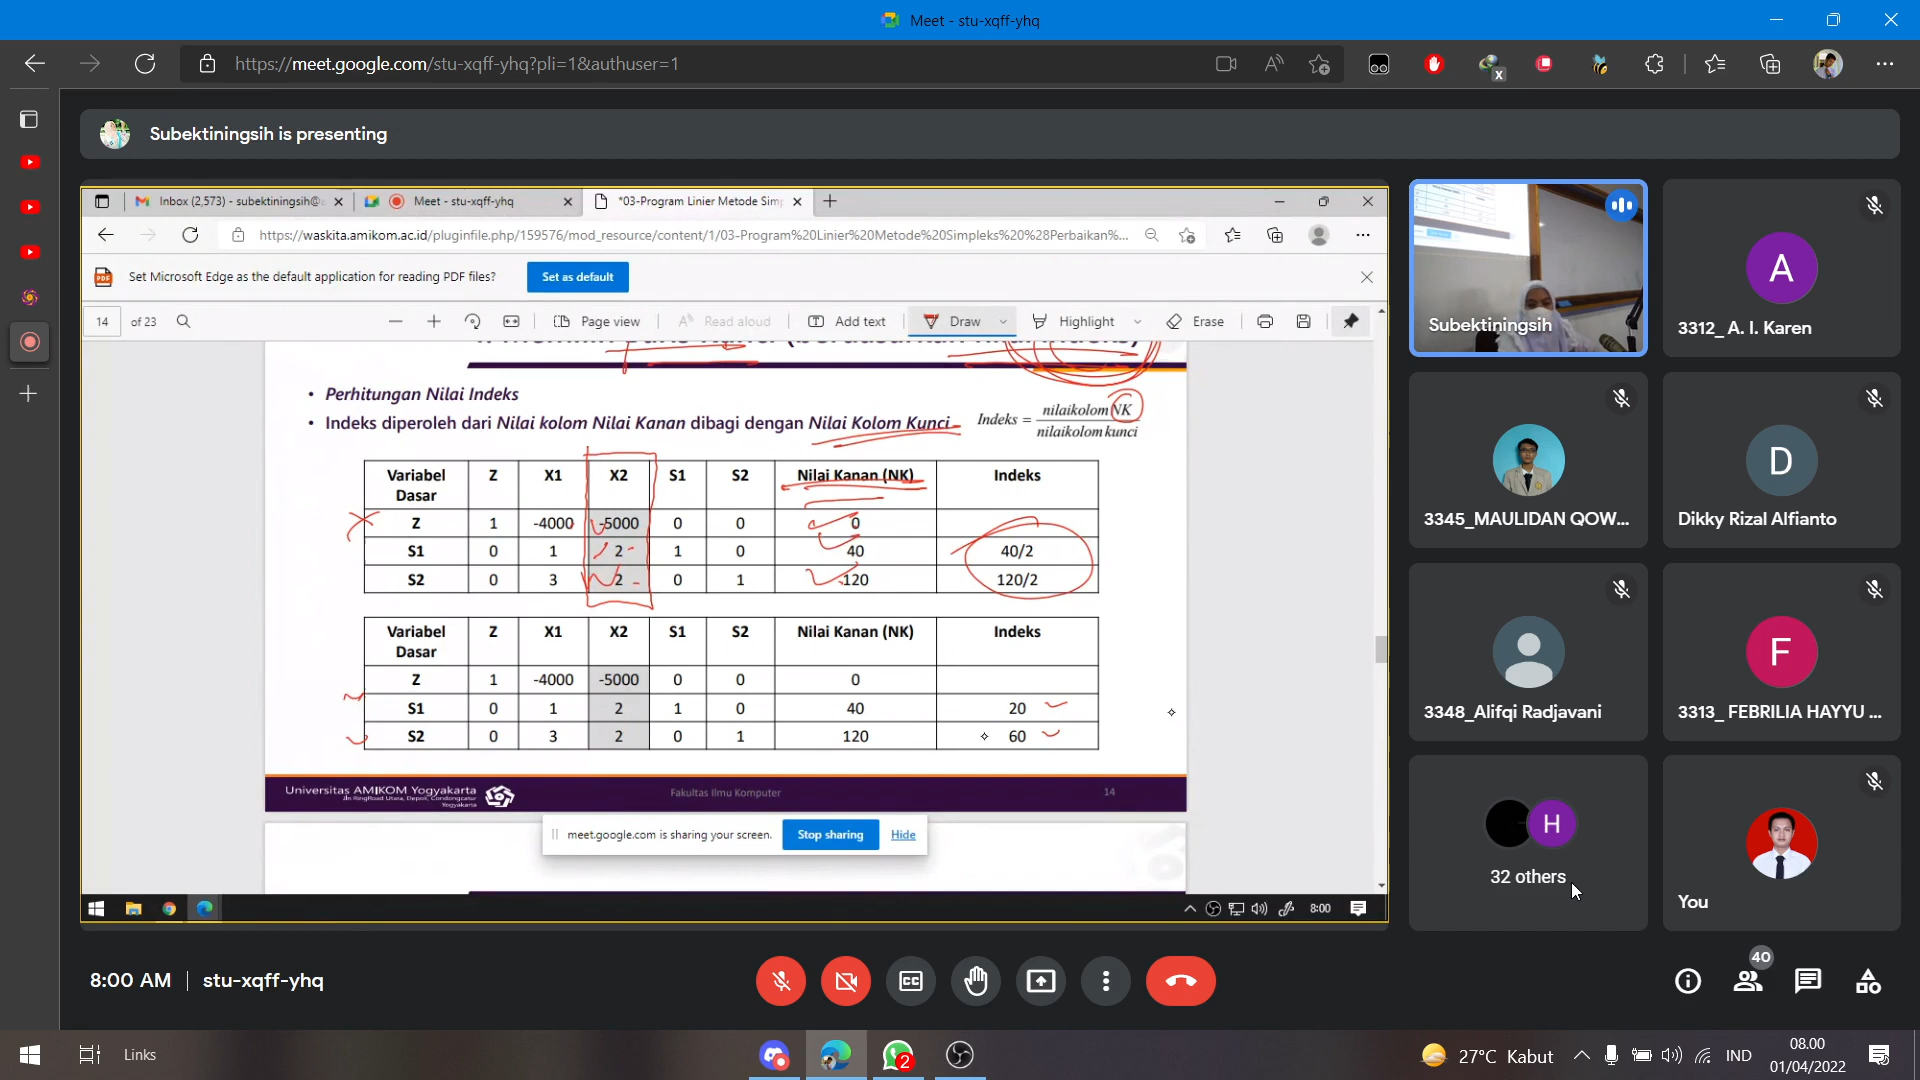 Meet - stu-xqff-yhq
https://meet.google.com/stu-xqff-yhq?pli=1&authuser=1
Subektiningsih is presenting
Inbox (2,573) - subektiningsih@
Meet - stu-xqff-yhq
*03-Program Linier Metode Sim
https://waskita.amikom.ac.id/pluginfile.php/159576/mod_resource/content/1/03-Program%20Linier%20Metode%20Simpleks%20%28Perbaikan%...
Set Microsoft Edge as the default application for reading PDF files?
Set as default
14 of 23
Page view
Read aloud
Add text
Draw
Highlight
Erase
• Perhitungan Nilai Indeks
• Indeks diperoleh dari Nilai kolom Nilai Kanan dibagi dengan Nilai Kolom Kunci
Indeks = nilaikolom NK
nilaikolom kunci
Variabel Dasar Z X1 X2 S1 S2 Nilai Kanan (NK) Indeks
Z 1 -4000 -5000 0 0 0
S1 0 1 2 1 0 40 40/2
S2 0 3 2 0 1 120 120/2
Variabel Dasar Z X1 X2 S1 S2 Nilai Kanan (NK) Indeks
Z 1 -4000 -5000 0 0 0
S1 0 1 2 1 0 40 20
S2 0 3 2 0 1 120 60
Universitas AMIKOM Yogyakarta
Jln RingRoad Utara, Depok, Condongcatur
Yogyakarta
Fakultas Ilmu Komputer
14
meet.google.com is sharing your screen.
Stop sharing
Hide
8:00
Subektiningsih
A
3312_ A. I. Karen
3345_MAULIDAN QOW...
D
Dikky Rizal Alfianto
3348_Alifqi Radjavani
F
3313_ FEBRILIA HAYYU ...
H
32 others
You
8:00 AM | stu-xqff-yhq
40
Links
2
27°C Kabut
IND
08.00
01/04/2022